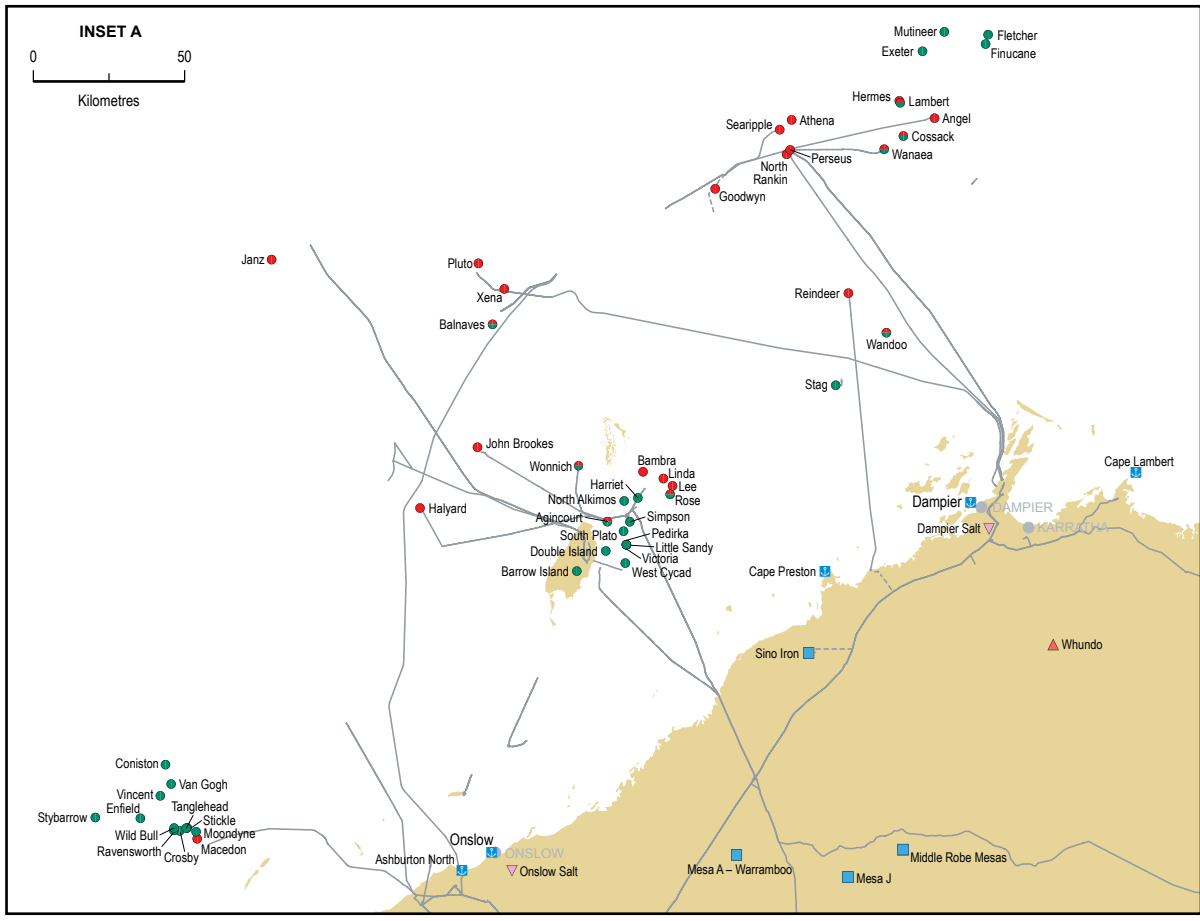 INSET A
0 50
Kilometres
Mutineer
Fletcher
Exeter
Finucane
Hermes
Lambert
Athena
Angel
Searipple
Cossack
Perseus
Wanaea
North
Rankin
Goodwyn
Janz
Pluto
Xena
Reindeer
Balnaves
Wandoo
Stag
John Brookes
Wonnich
Bambra
Linda
Cape Lambert
Harriet
Lee
North Alkimos
Rose
Dampier
DAMPIER
Halyard
Agincourt
Simpson
Dampier Salt
KARRATHA
South Plato
Pedirka
Little Sandy
Double Island
Victoria
Barrow Island
West Cycad
Cape Preston
Sino Iron
Whundo
Coniston
Van Gogh
Vincent
Enfield
Tanglehead
Stybarrow
Stickle
Wild Bull
Moondyne
Ravensworth
Macedon
Crosby
Onslow
ONSLOW
Ashburton North
Onslow Salt
Mesa A – Warramboo
Middle Robe Mesas
Mesa J